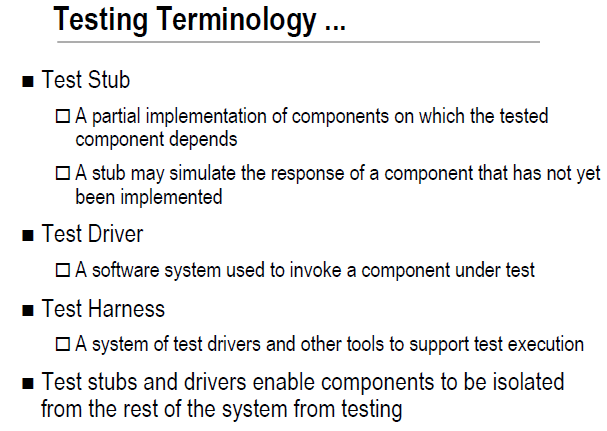 Testing Terminology ...
■ Test Stub
□ A partial implementation of components on which the tested
component depends
□ A stub may simulate the response of a component that has not yet
been implemented
■ Test Driver
□ A software system used to invoke a component under test
■ Test Harness
□ A system of test drivers and other tools to support test execution
■ Test stubs and drivers enable components to be isolated
from the rest of the system from testing